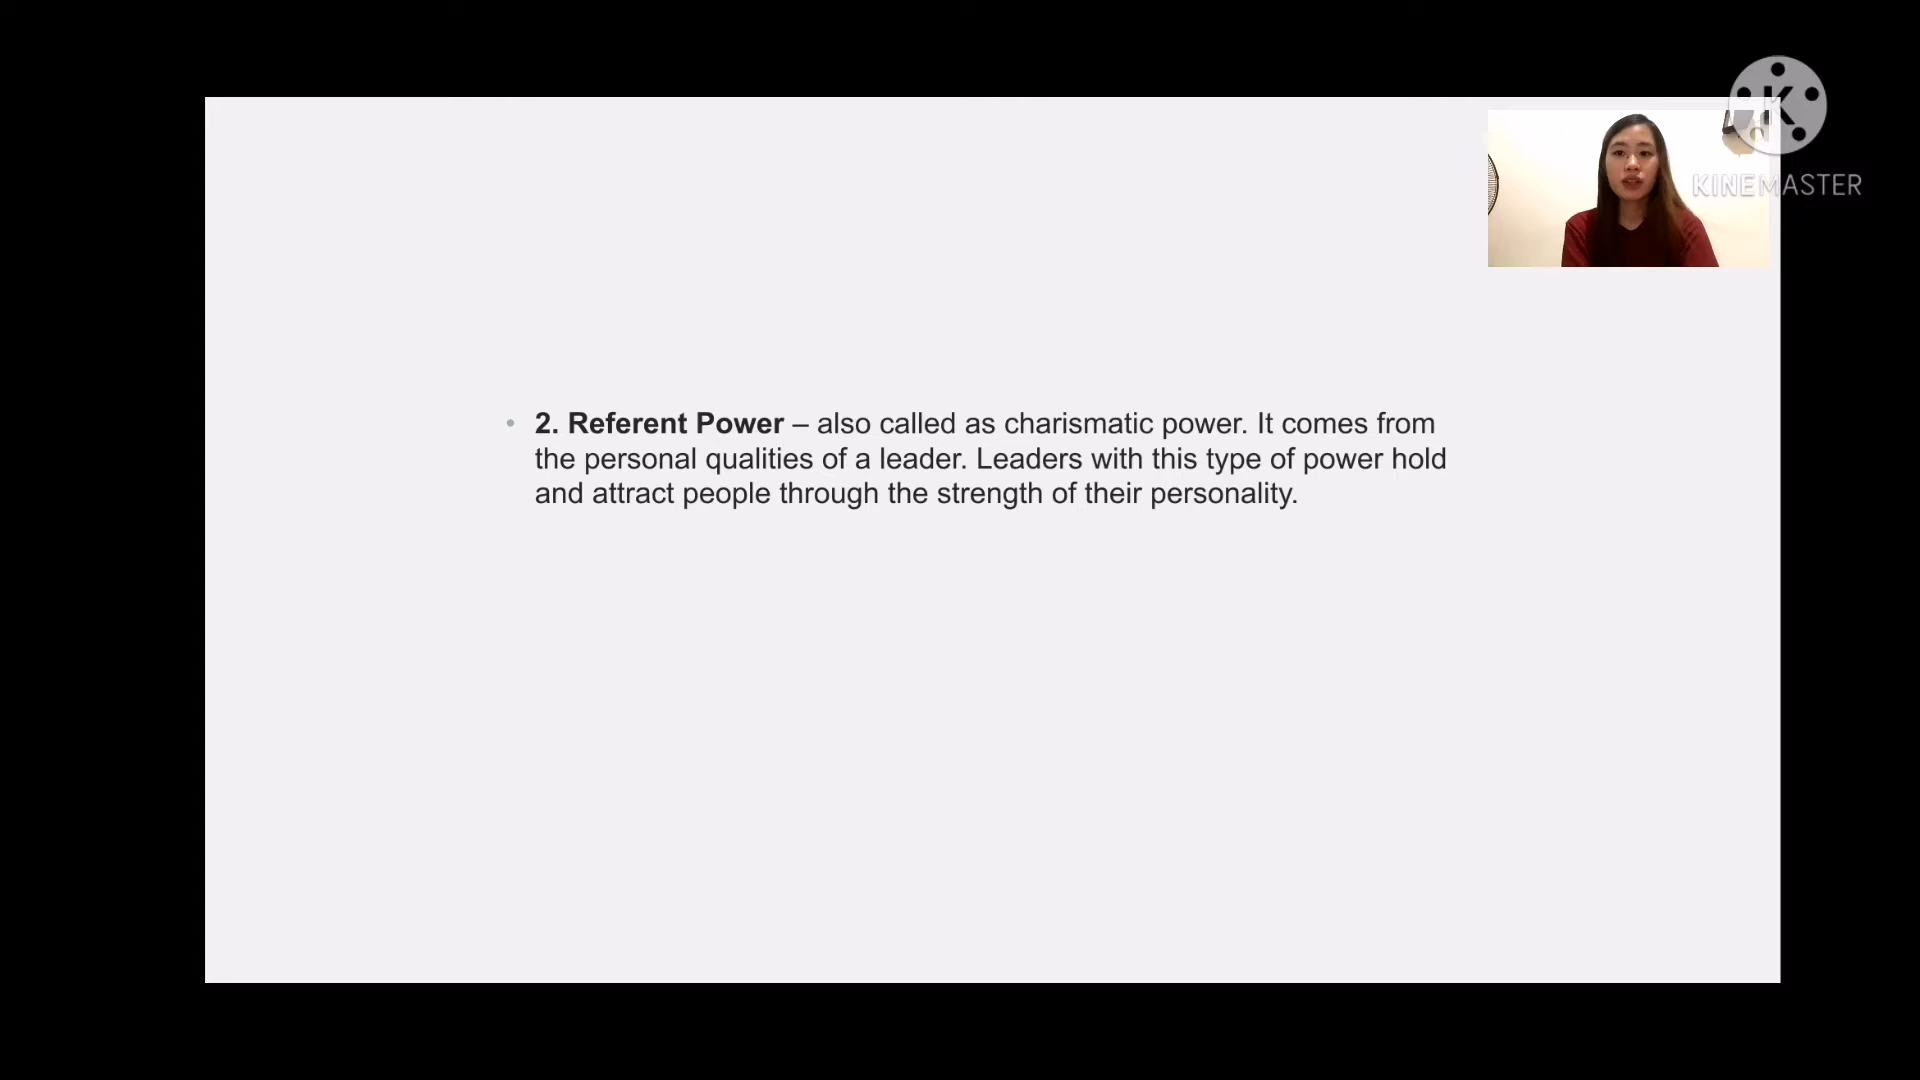 K
KINEMASTER
• 2. Referent Power – also called as charismatic power. It comes from
the personal qualities of a leader. Leaders with this type of power hold
and attract people through the strength of their personality.